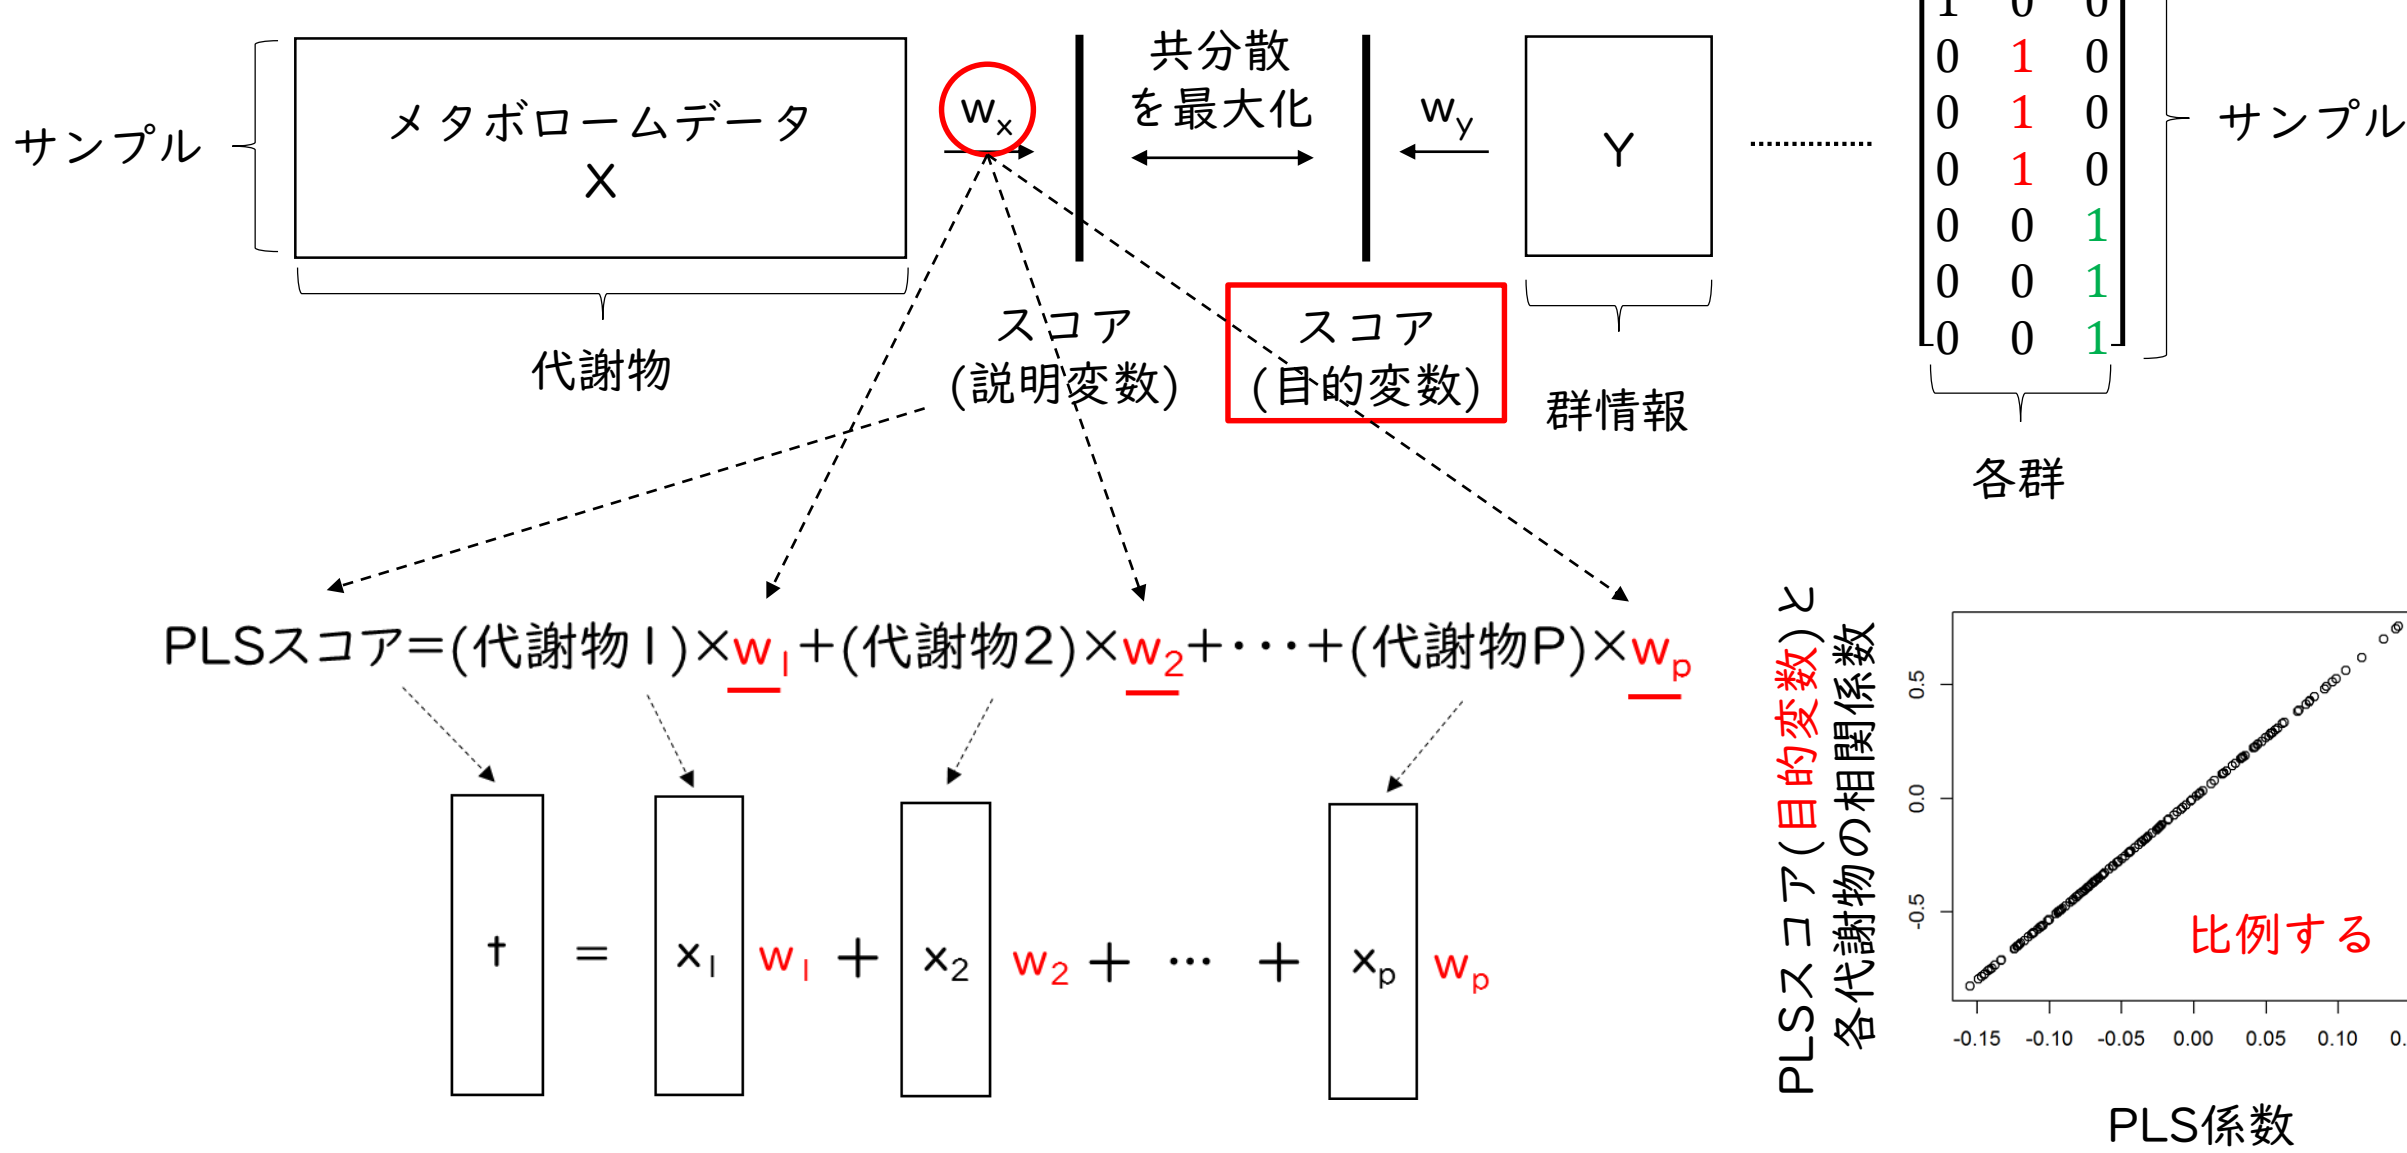 サンプル
メタボロームデータ
X
代謝物
wx
共分散
を最大化
wy
Y
スコア
(説明変数)
スコア
(目的変数)
群情報
1 0 0
0 1 0
0 1 0
0 1 0
0 0 1
0 0 1
0 0 1
サンプル
各群
PLSスコア=(代謝物1)×w1+(代謝物2)×w2+···+(代謝物P)×wp
t = x1 w1 + x2 w2 + … + xp wp
PLSスコア(目的変数)と
各代謝物の相関係数
0.5
0.0
-0.5
比例する
-0.15 -0.10 -0.05 0.00 0.05 0.10
PLS係数